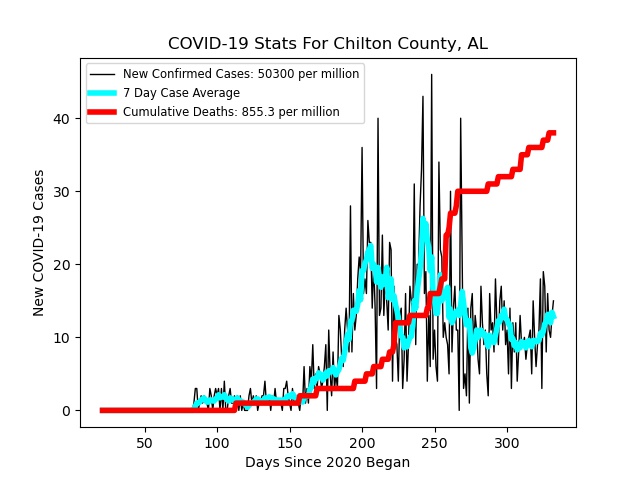 COVID-19 Stats For Chilton County, AL
New Confirmed Cases: 50300 per million
7 Day Case Average
Cumulative Deaths: 855.3 per million
New COVID-19 Cases
40
30
20
10
0
50 100 150 200 250 300
Days Since 2020 Began